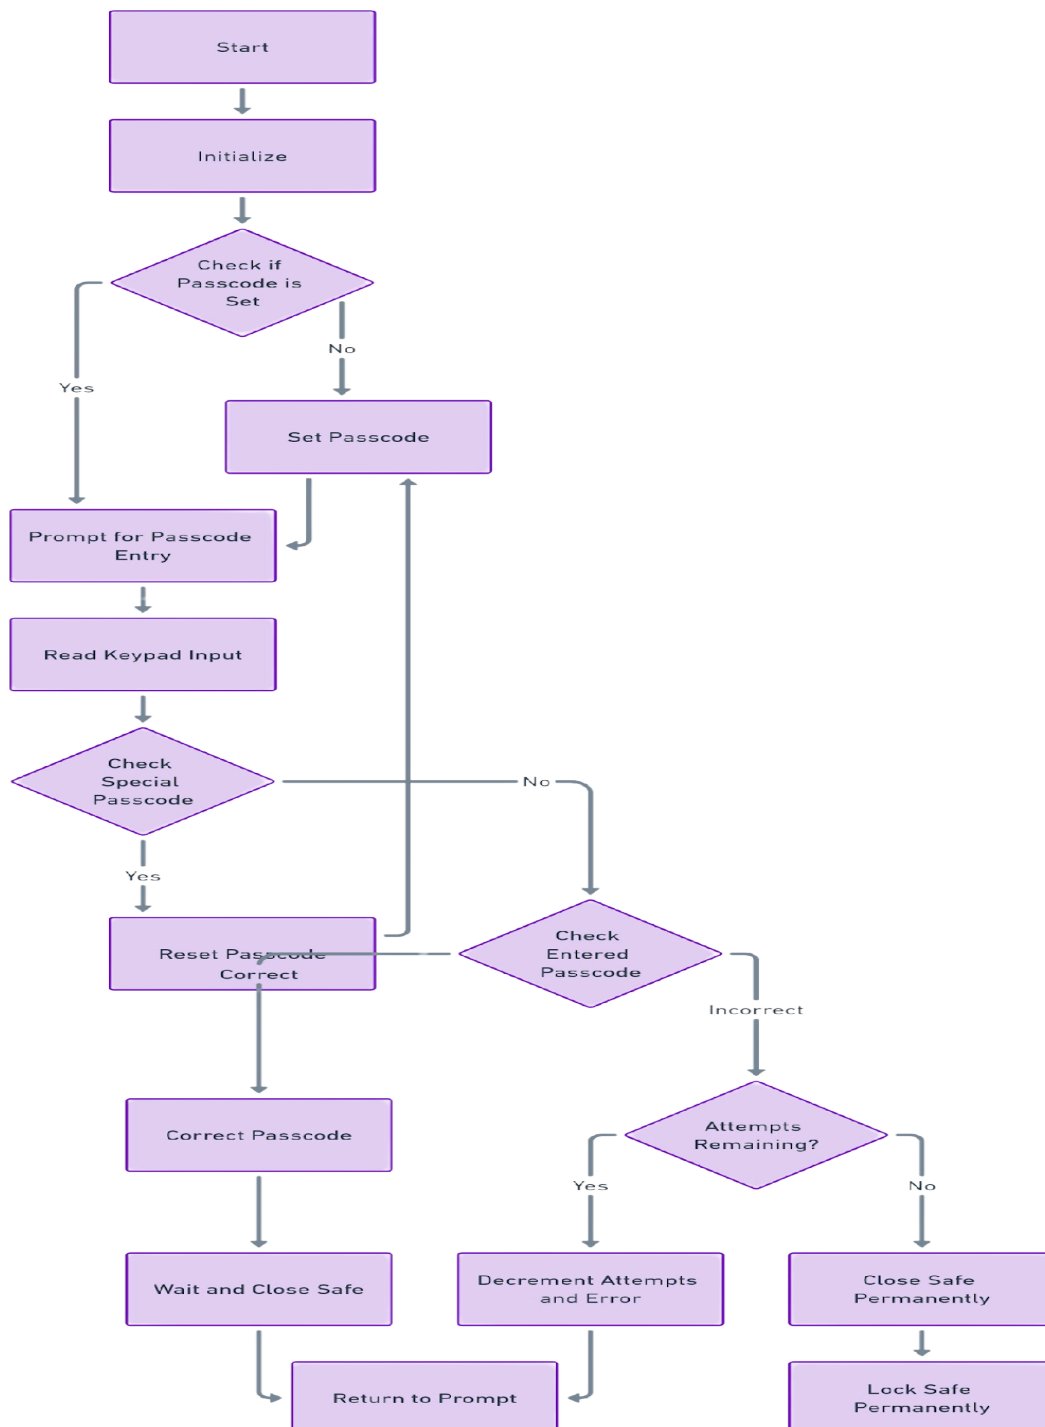 Start
Initialize
Check if
Passcode is
Set
No
Yes
Set Passcode
Prompt for Passcode
Entry
Read Keypad Input
Check
Special
Passcode
No
Yes
Reset Passcode
Correct
Check
Entered
Passcode
Incorrect
Correct Passcode
Attempts
Remaining?
Yes
No
Wait and Close Safe
Decrement Attempts
and Error
Close Safe
Permanently
Return to Prompt
Lock Safe
Permanently